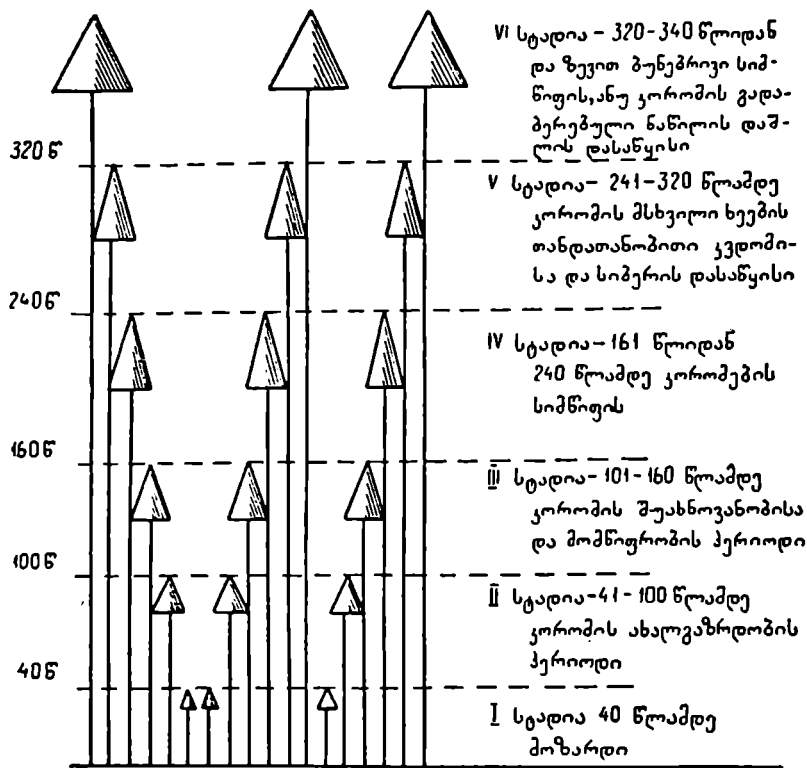 VI სტადია – 320-340 წლიდან
და ზევით ბუნებრივი სიმ-
წიფის, ანუ კორომის გადა-
ბერებული ნაწილის დაშ-
ლის დასაწყისი
320 წ
V სტადია – 241-320 წლამდე
კორომის მსხვილი ხეების
თანდათანობითი კვდომი-
სა და სიბერის დასაწყისი
240 წ
IV სტადია – 161 წლიდან
240 წლამდე კორომების
სიმწიფის
160 წ
III სტადია – 101-160 წლამდე
კორომის შუახნოვანობისა
და მომწიფრობის პერიოდი
100 წ
II სტადია – 41-100 წლამდე
კორომის ახალგაზრდობის
პერიოდი
40 წ
I სტადია 40 წლამდე
მოზარდი